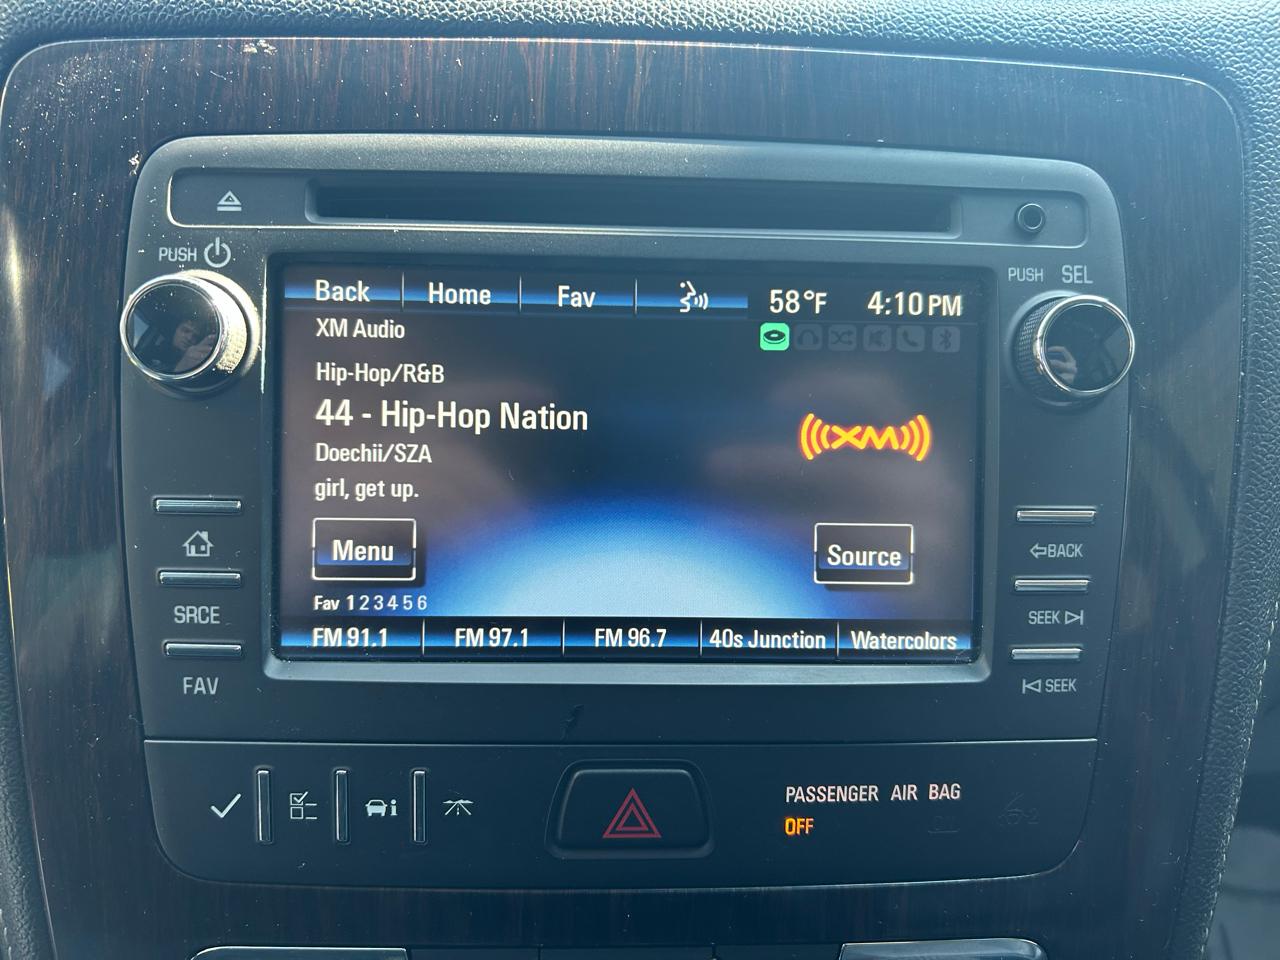 PUSH
PUSH SEL
Back Home Fav 58°F 4:10 PM
XM Audio
Hip-Hop/R&B
44 - Hip-Hop Nation
XM
Doechii/SZA
girl, get up.
Menu
Source
Fav 1 2 3 4 5 6
FM 91.1 FM 97.1 FM 96.7 40s Junction Watercolors
SRCE
FAV
BACK
SEEK
SEEK
PASSENGER AIR BAG
OFF